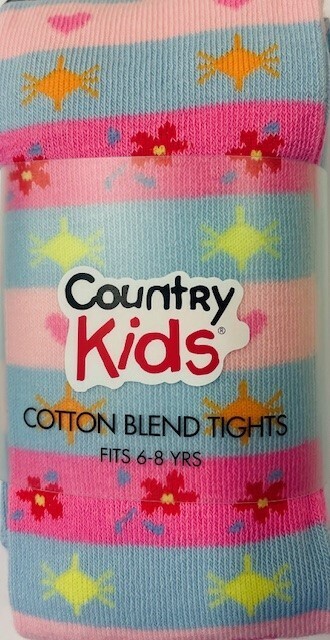 Country
Kids®
COTTON BLEND TIGHTS
FITS 6-8 YRS